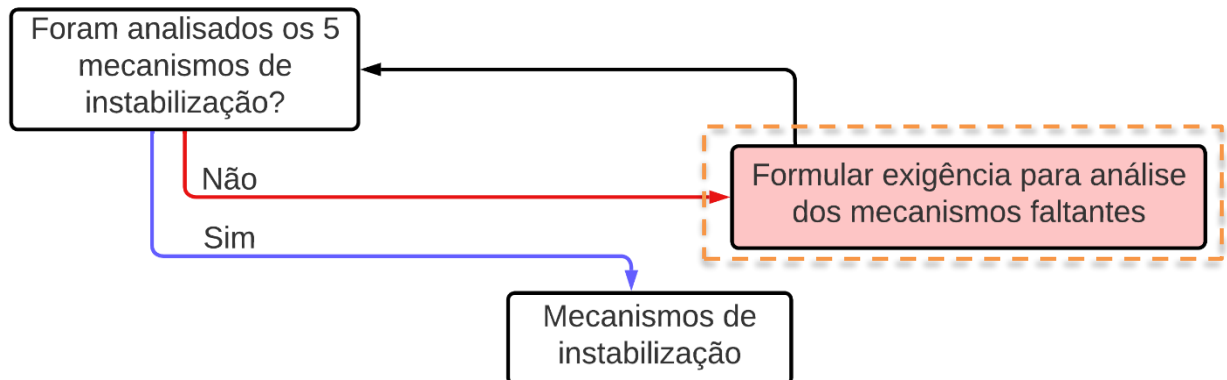 Foram analisados os 5
mecanismos de
instabilização?
Não
Formular exigência para análise
dos mecanismos faltantes
Sim
Mecanismos de
instabilização